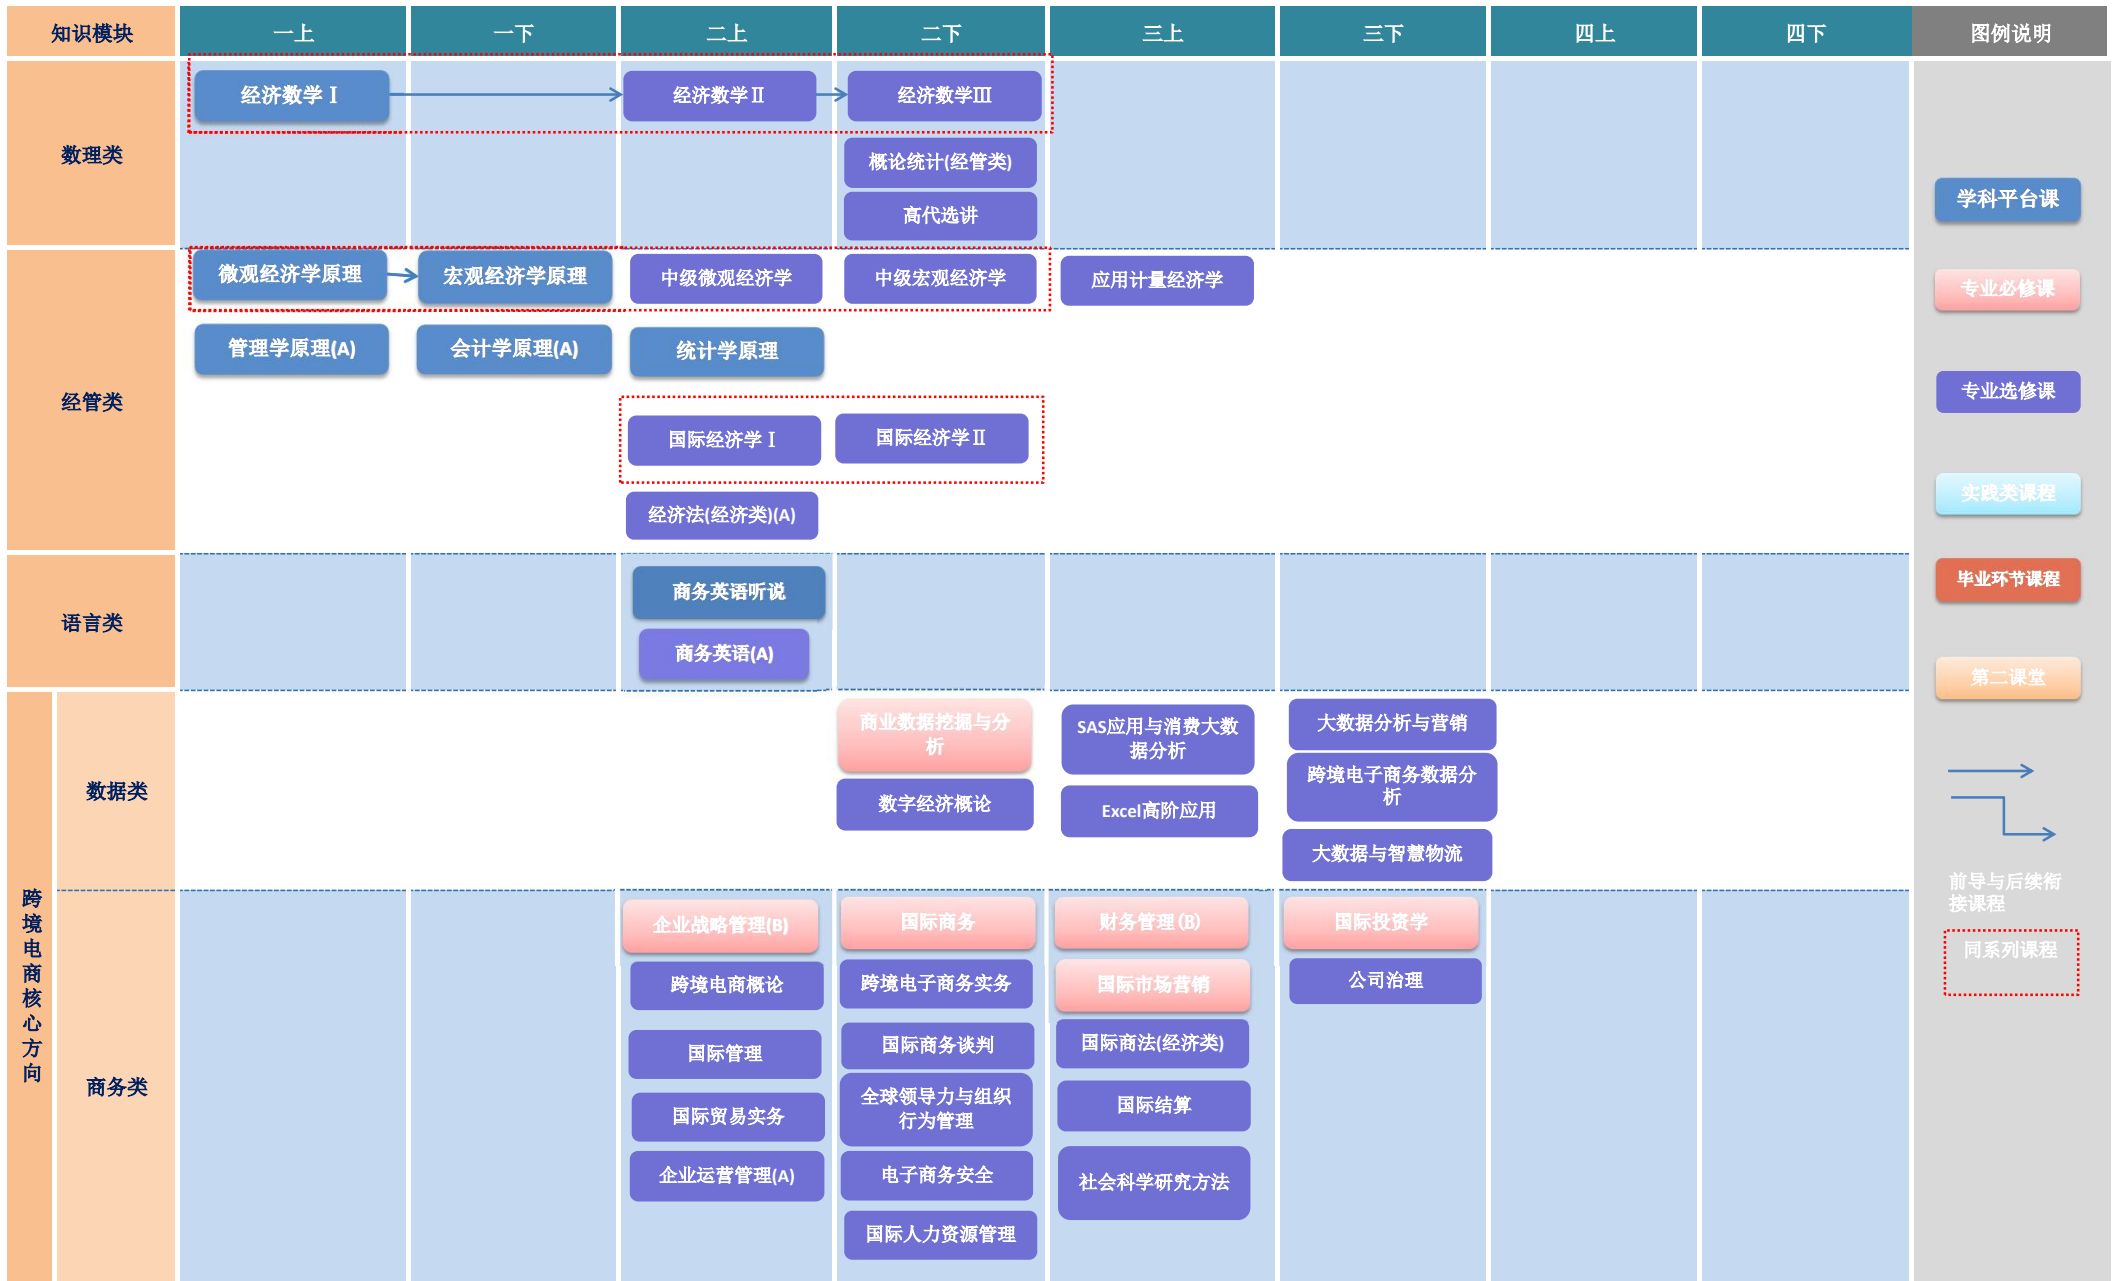 知识模块
一上
一下
二上
二下
三上
三下
四上
四下
图例说明
数理类
经济数学Ⅰ
经济数学Ⅱ
经济数学Ⅲ
概论统计(经管类)
高代选讲
经管类
微观经济学原理
宏观经济学原理
中级微观经济学
中级宏观经济学
应用计量经济学
管理学原理(A)
会计学原理(A)
统计学原理
国际经济学Ⅰ
国际经济学Ⅱ
经济法(经济类)(A)
语言类
商务英语听说
商务英语(A)
跨境电商核心方向
数据类
商业数据挖掘与分
析
数字经济概论
SAS应用与消费大数
据分析
Excel高阶应用
大数据分析与营销
跨境电子商务数据分
析
大数据与智慧物流
商务类
企业战略管理(B)
跨境电商概论
国际管理
国际贸易实务
企业运营管理(A)
国际商务
跨境电子商务实务
国际商务谈判
全球领导力与组织
行为管理
电子商务安全
国际人力资源管理
财务管理(B)
国际市场营销
国际商法(经济类)
国际结算
社会科学研究方法
国际投资学
公司治理
学科平台课
专业必修课
专业选修课
实践类课程
毕业环节课程
第二课堂
前导与后续衔
接课程
同系列课程